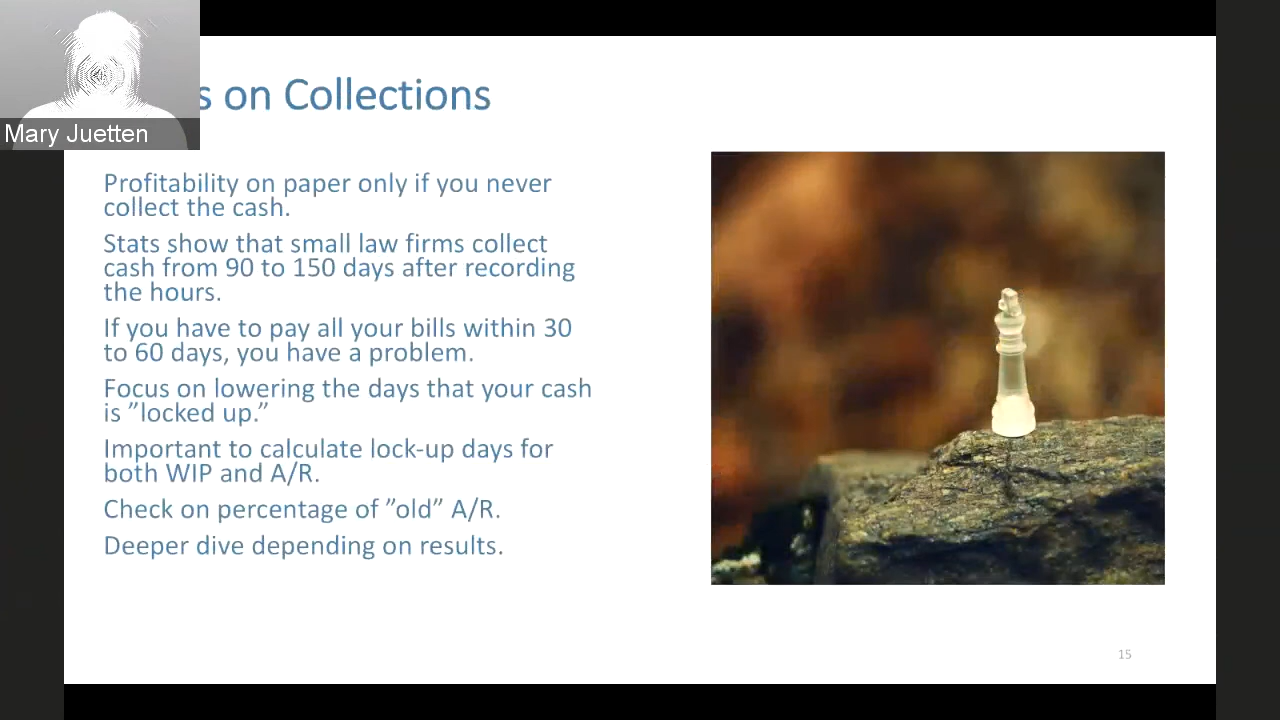 Mary Juetten
s on Collections
Profitability on paper only if you never
collect the cash.
Stats show that small law firms collect
cash from 90 to 150 days after recording
the hours.
If you have to pay all your bills within 30
to 60 days, you have a problem.
Focus on lowering the days that your cash
is ”locked up.”
Important to calculate lock-up days for
both WIP and A/R.
Check on percentage of ”old” A/R.
Deeper dive depending on results.
15